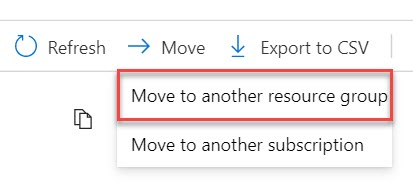 Refresh Move Export to CSV
Move to another resource group
Move to another subscription